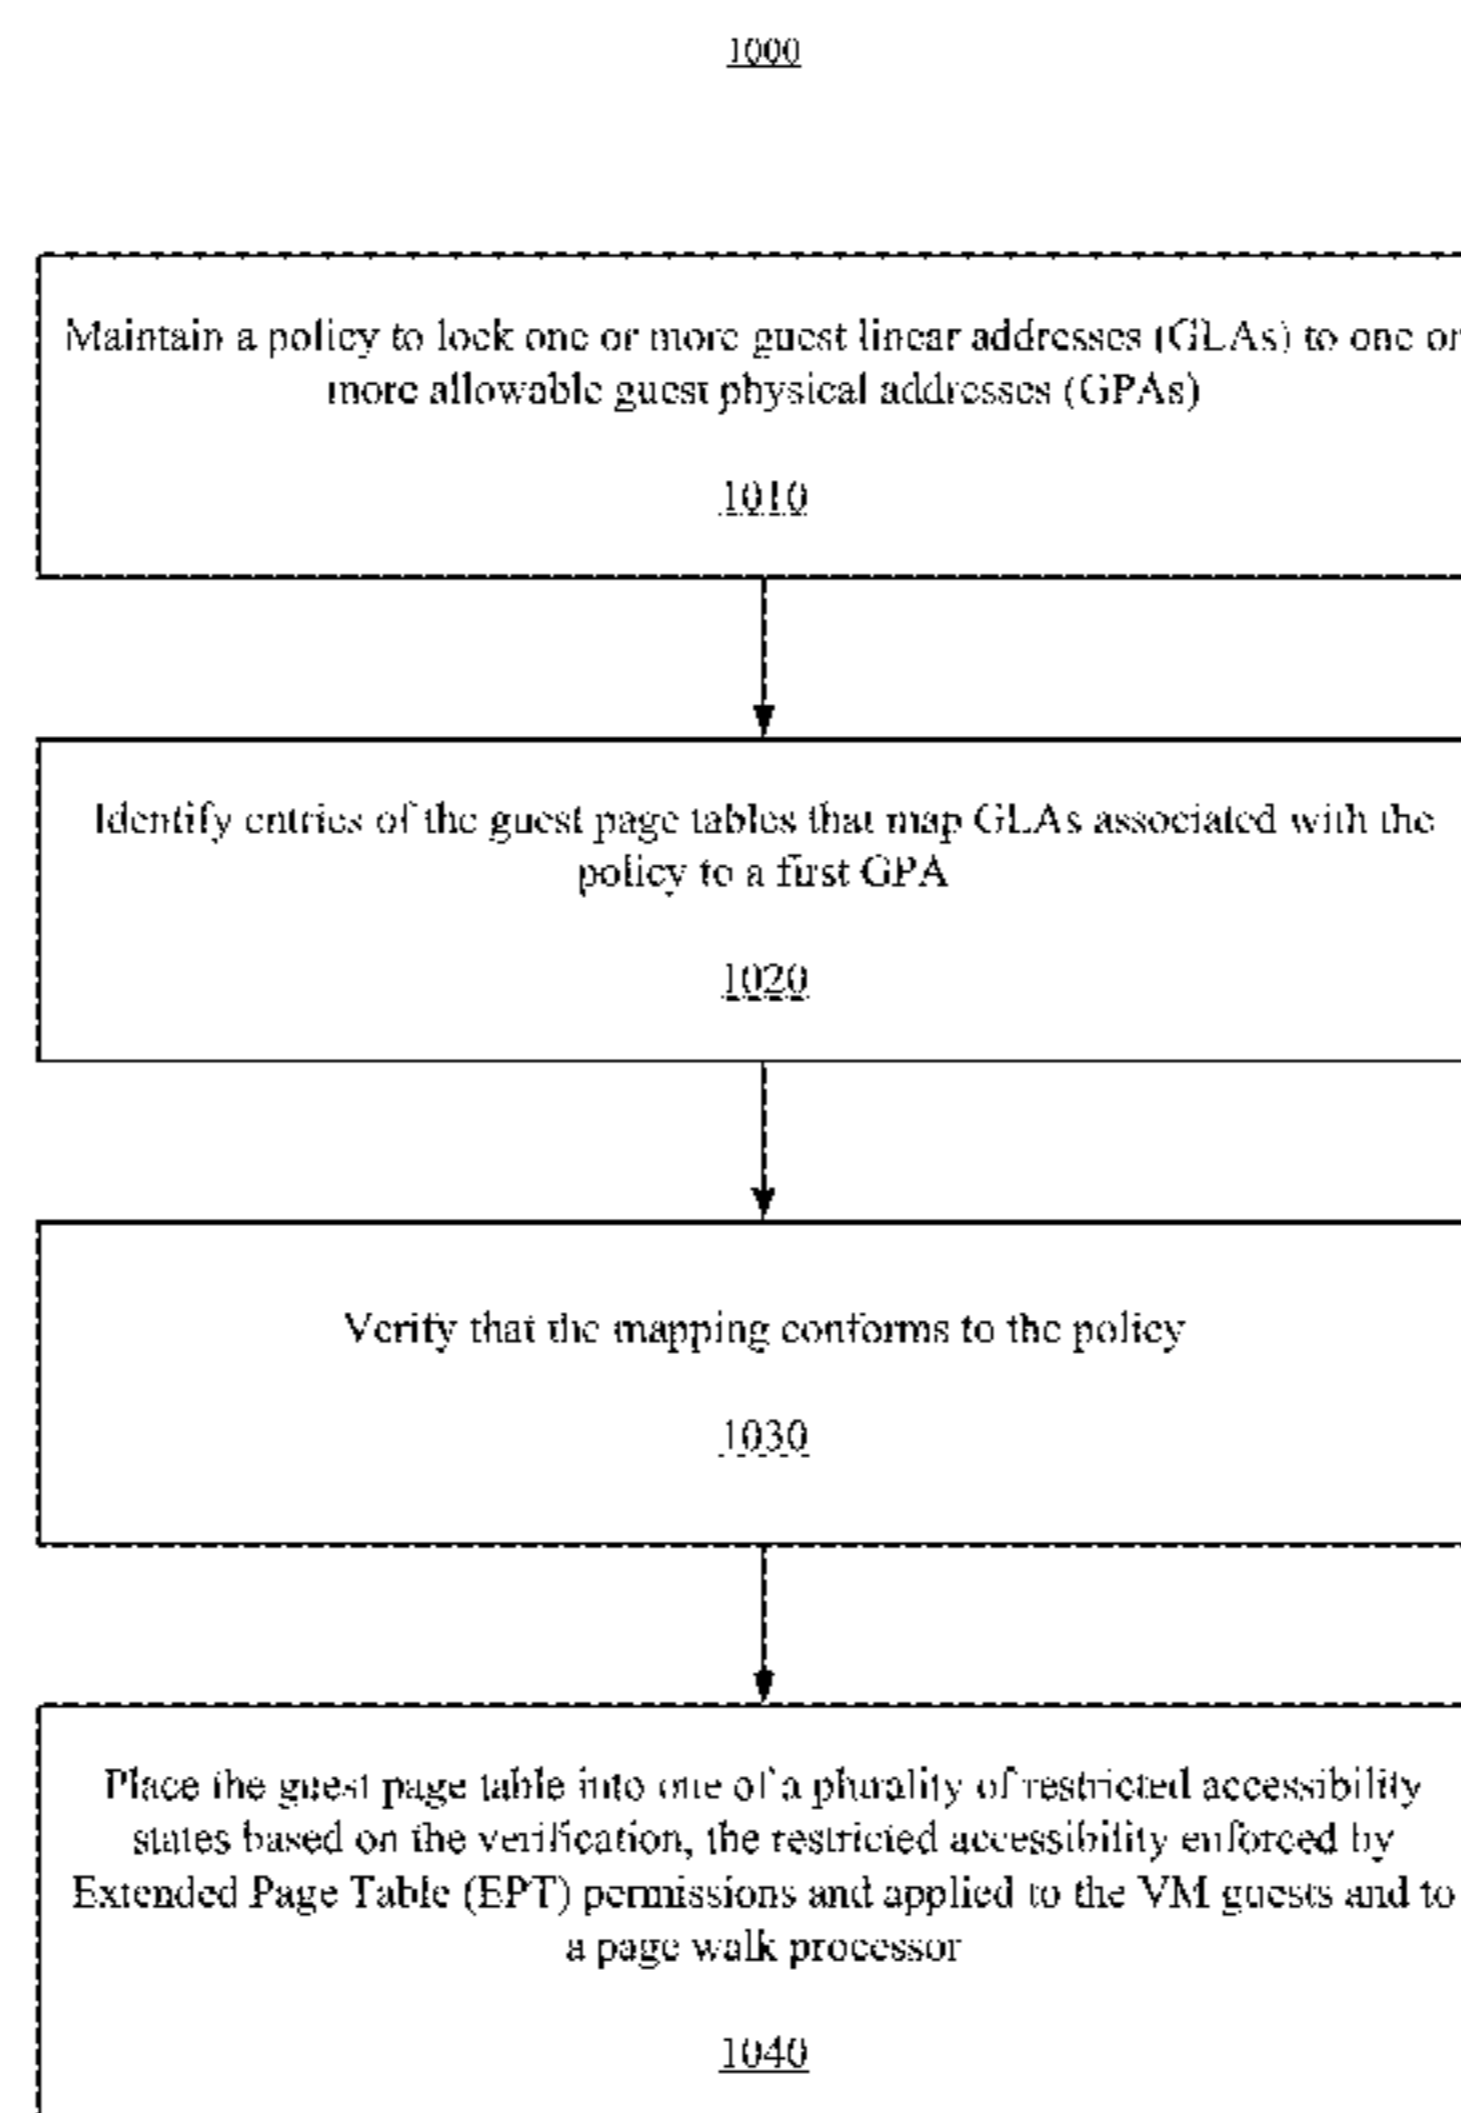 1000
Maintain a policy to lock one or more guest linear addresses (GLAs) to one or
more allowable guest physical addresses (GPAs)
1010
Identify entries of the guest page tables that map GLAs associated with the
policy to a first GPA
1020
Verify that the mapping conforms to the policy
1030
Place the guest page table into one of a plurality of restricted accessibility
states based on the verification, the restricted accessibility enforced by
Extended Page Table (EPT) permissions and applied to the VM guests and to
a page walk processor
1040